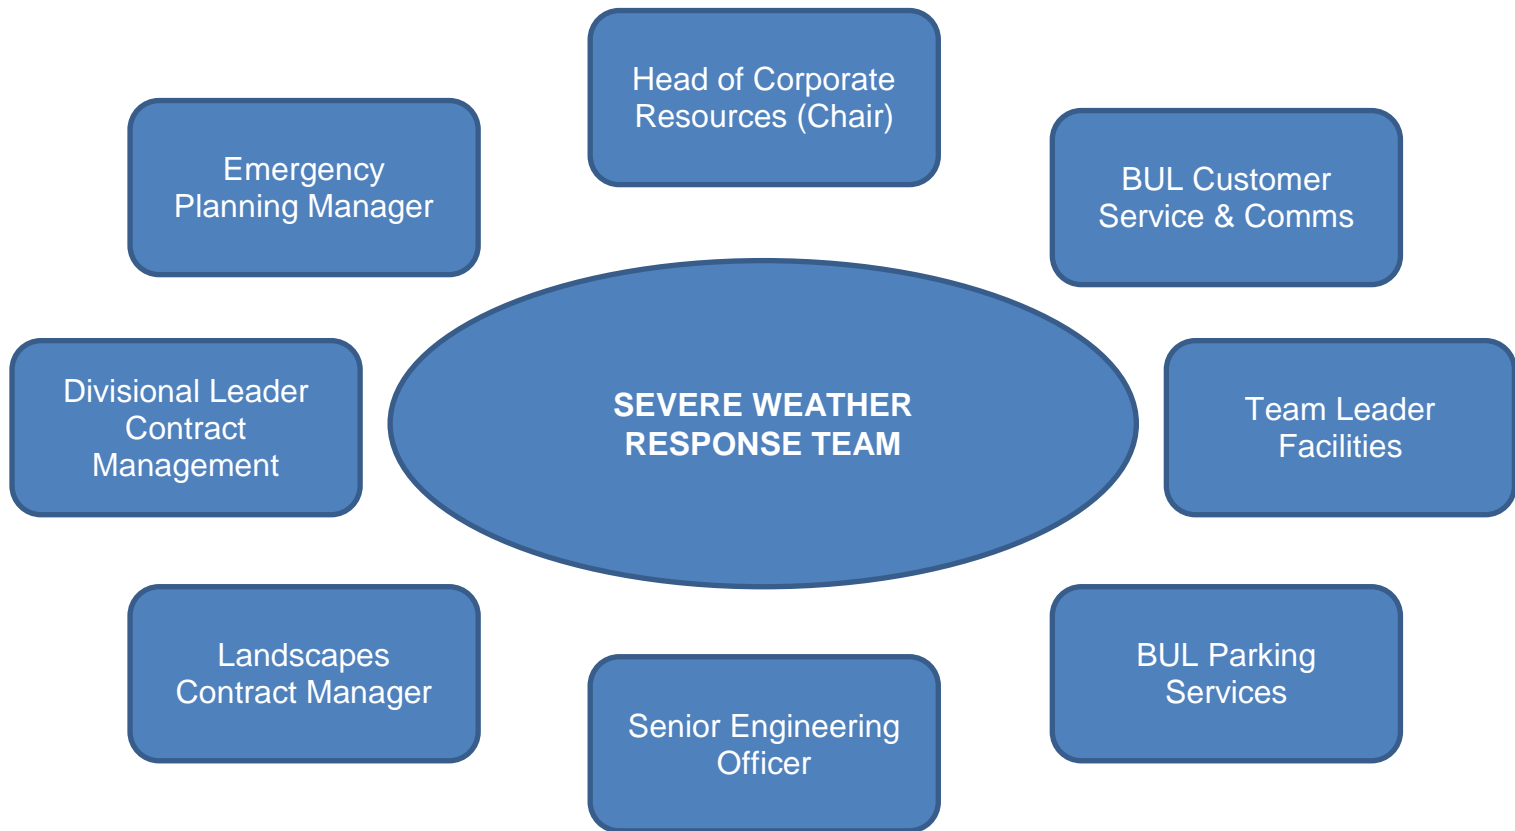 Head of Corporate
Resources (Chair)
Emergency
Planning Manager
BUL Customer
Service & Comms
Divisional Leader
Contract
Management
SEVERE WEATHER
RESPONSE TEAM
Team Leader
Facilities
Landscapes
Contract Manager
BUL Parking
Services
Senior Engineering
Officer